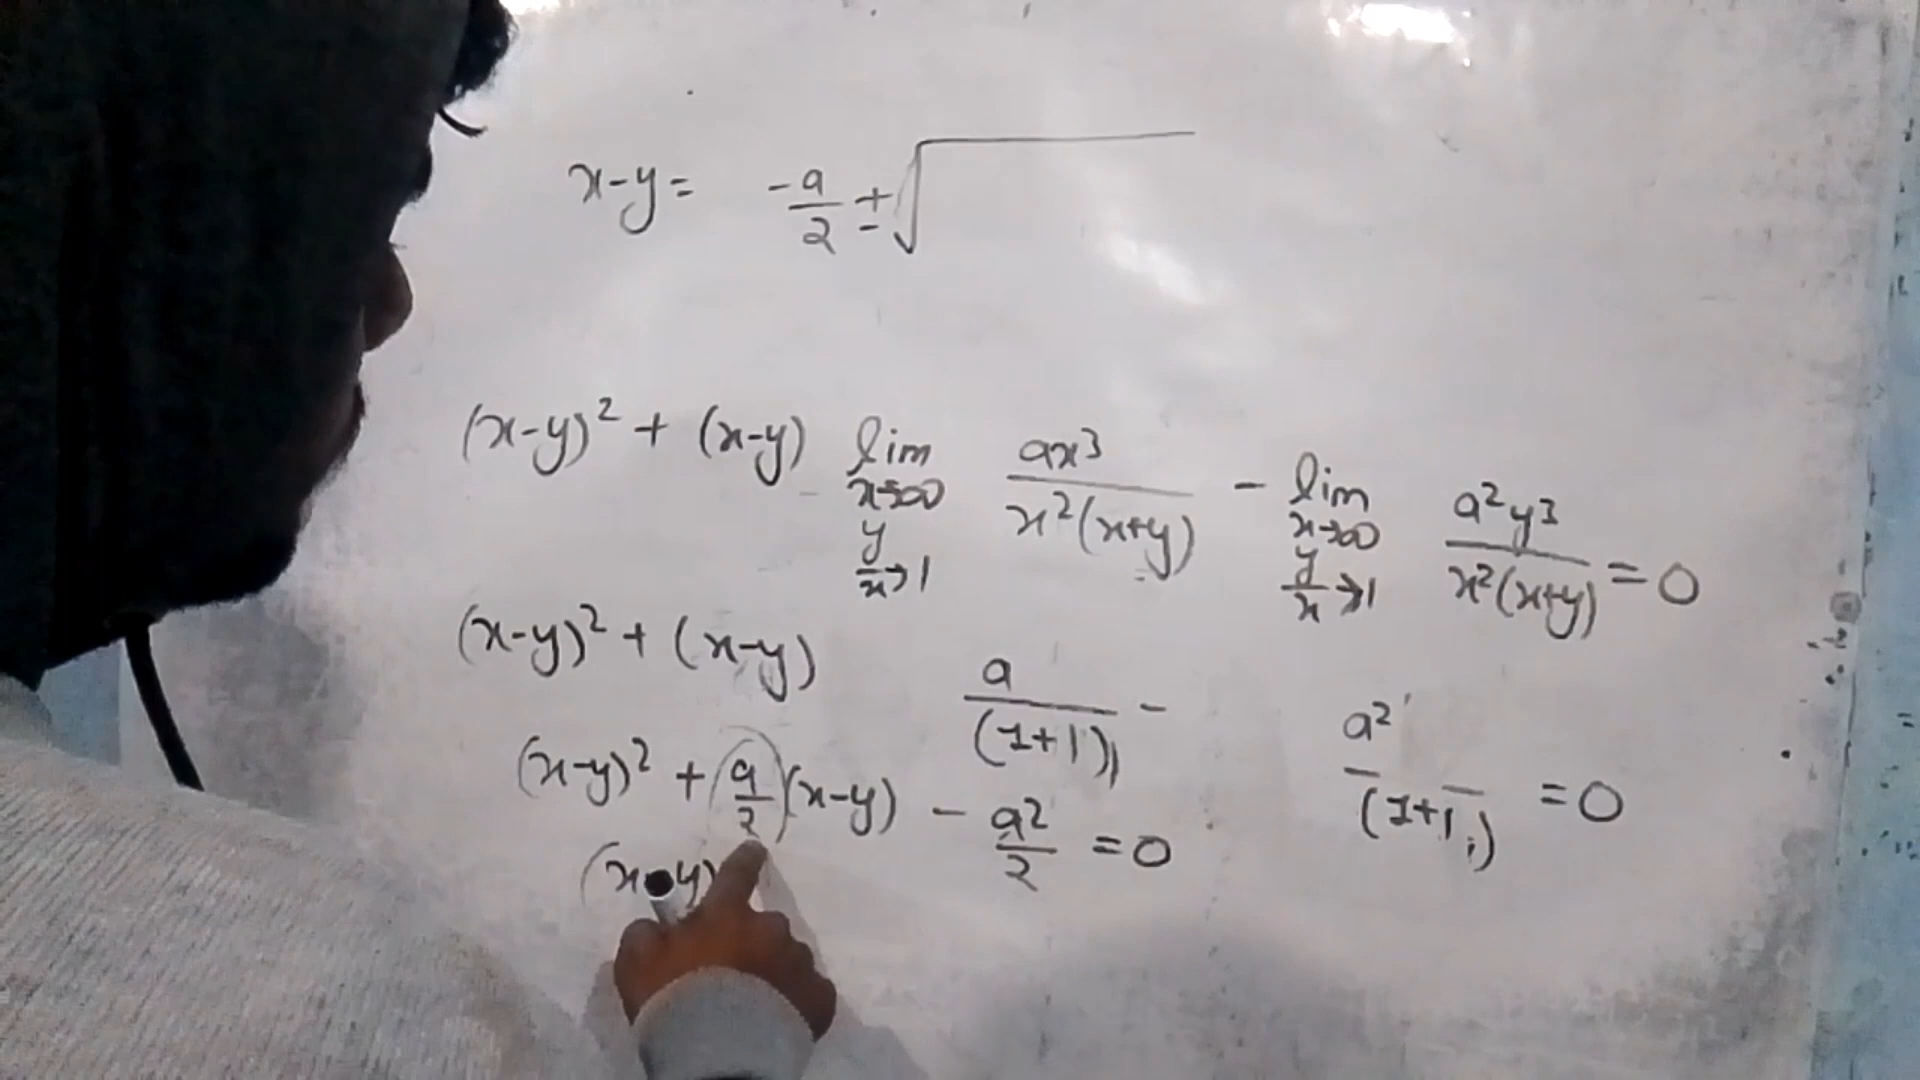 x-y= -a/2 ± √
(x-y)² + (x-y) lim x→∞ y/x→1 ax³/x²(x+y) - lim x→∞ y/x→1 a²y³/x²(x+y) = 0
(x-y)² + (x-y) a/(1+1) - a²/(1+1) = 0
(x-y)² + (a/2)(x-y) - a²/2 = 0
(x-y)